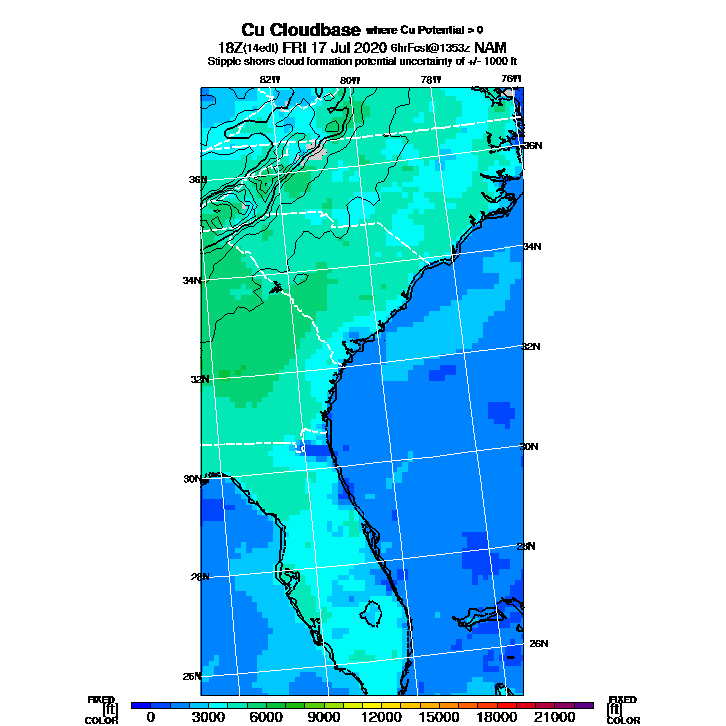 Cu Cloudbase where Cu Potential > 0
18Z(14edt) FRI 17 Jul 2020 6hrFcst@1353z NAM
Stipple shows cloud formation potential uncertainty of +/- 1000 ft
82W 80W 78W 76W
36N
36N
34N
34N
32N
32N
30N
30N
28N
28N
26N
26N
FIXED FIXED
[ft] [ft]
COLOR COLOR
0 3000 6000 9000 12000 15000 18000 21000